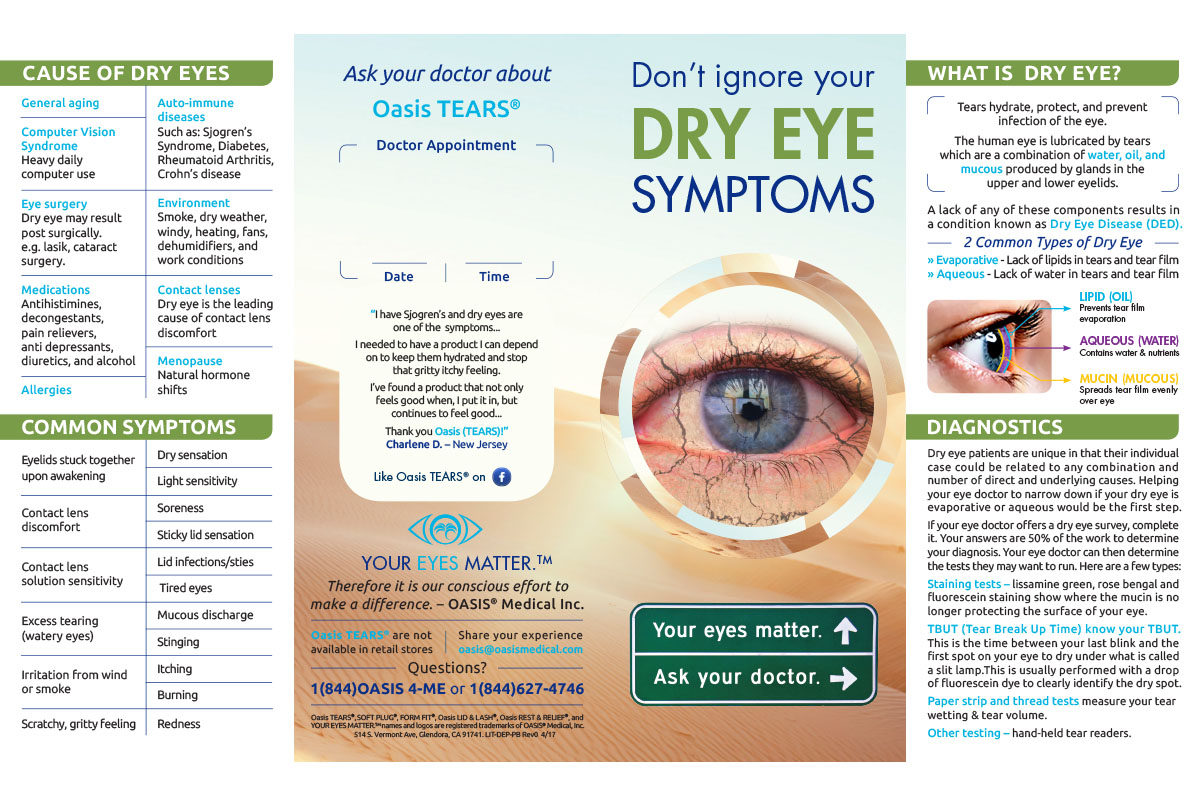 CAUSE OF DRY EYES
General aging
Computer Vision
Syndrome
Heavy daily
computer use
Eye surgery
Dry eye may result
post surgically.
e.g. lasik, cataract
surgery.
Medications
Antihistimines,
decongestants,
pain relievers,
anti depressants,
diuretics, and alcohol
Allergies
Auto-immune
diseases
Such as: Sjogren's
Syndrome, Diabetes,
Rheumatoid Arthritis,
Crohn's disease
Environment
Smoke, dry weather,
windy, heating, fans,
dehumidifiers, and
work conditions
Contact lenses
Dry eye is the leading
cause of contact lens
discomfort
Menopause
Natural hormone
shifts
COMMON SYMPTOMS
Eyelids stuck together
upon awakening
Contact lens
discomfort
Contact lens
solution sensitivity
Excess tearing
(watery eyes)
Irritation from wind
or smoke
Scratchy, gritty feeling
Dry sensation
Light sensitivity
Soreness
Sticky lid sensation
Lid infections/sties
Tired eyes
Mucous discharge
Stinging
Itching
Burning
Redness
Ask your doctor about
Oasis TEARS®
Doctor Appointment
Date
Time
"I have Sjogren's and dry eyes are
one of the symptoms...
I needed to have a product I can depend
on to keep them hydrated and stop
that gritty itchy feeling.
I've found a product that not only
feels good when, I put it in, but
continues to feel good...
Thank you Oasis (TEARS)!"
Charlene D. – New Jersey
Like Oasis TEARS® on f
YOUR EYES MATTER.™
Therefore it is our conscious effort to
make a difference. – OASIS® Medical Inc.
Oasis TEARS® are not
available in retail stores
Share your experience
oasis@oasismedical.com
Questions?
1(844)OASIS 4-ME or 1(844)627-4746
Oasis TEARS®, SOFT PLUG®, FORM FIT®, Oasis LID & LASH®, Oasis REST & RELIEF®, and
YOUR EYES MATTER.™ names and logos are registered trademarks of OASIS® Medical, Inc.
514 S. Vermont Ave, Glendora, CA 91741. LIT-DEP-PB Rev0 4/17
Don't ignore your
DRY EYE
SYMPTOMS
Your eyes matter.
Ask your doctor.
WHAT IS DRY EYE?
Tears hydrate, protect, and prevent
infection of the eye.
The human eye is lubricated by tears
which are a combination of water, oil, and
mucous produced by glands in the
upper and lower eyelids.
A lack of any of these components results in
a condition known as Dry Eye Disease (DED).
2 Common Types of Dry Eye
» Evaporative - Lack of lipids in tears and tear film
» Aqueous - Lack of water in tears and tear film
LIPID (OIL)
Prevents tear film
evaporation
AQUEOUS (WATER)
Contains water & nutrients
MUCIN (MUCOUS)
Spreads tear film evenly
over eye
DIAGNOSTICS
Dry eye patients are unique in that their individual
case could be related to any combination and
number of direct and underlying causes. Helping
your eye doctor to narrow down if your dry eye is
evaporative or aqueous would be the first step.
If your eye doctor offers a dry eye survey, complete
it. Your answers are 50% of the work to determine
your diagnosis. Your eye doctor can then determine
the tests they may want to run. Here are a few types:
Staining tests – lissamine green, rose bengal and
fluorescein staining show where the mucin is no
longer protecting the surface of your eye.
TBUT (Tear Break Up Time) know your TBUT.
This is the time between your last blink and the
first spot on your eye to dry under what is called
a slit lamp.This is usually performed with a drop
of fluorescein dye to clearly identify the dry spot.
Paper strip and thread tests measure your tear
wetting & tear volume.
Other testing – hand-held tear readers.